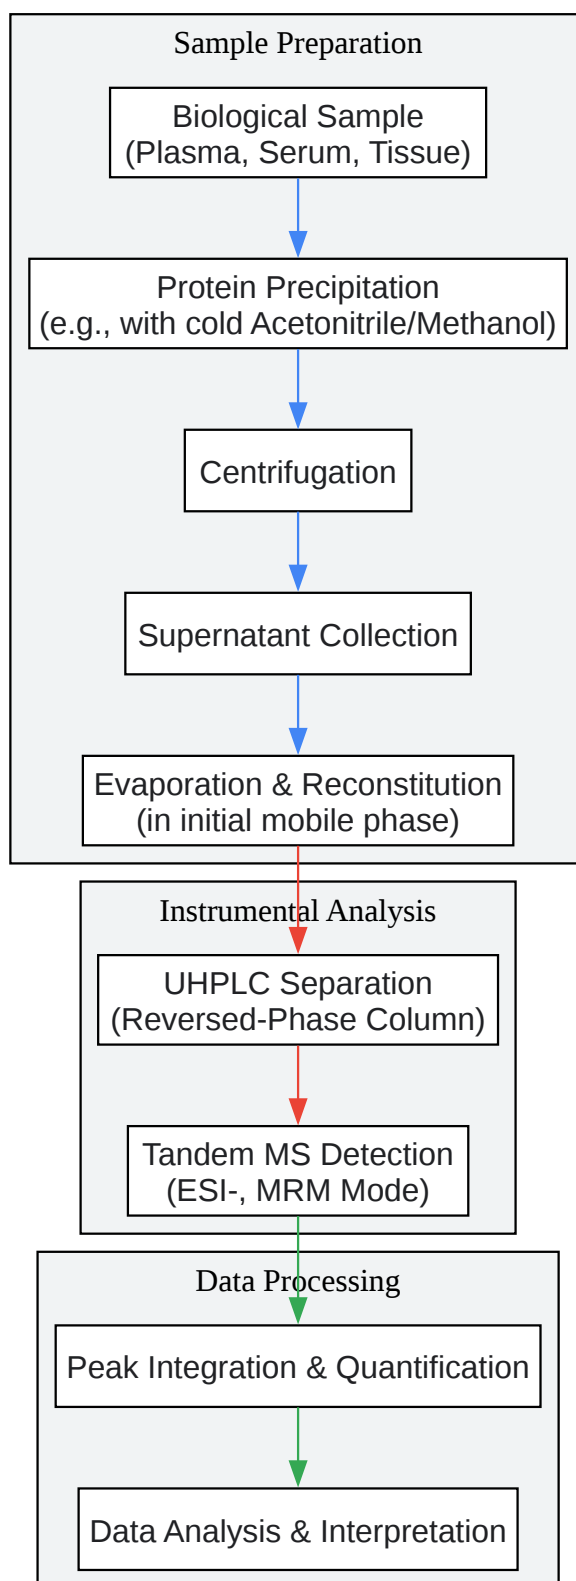 Sample Preparation
Biological Sample
(Plasma, Serum, Tissue)
Protein Precipitation
(e.g., with cold Acetonitrile/Methanol)
Centrifugation
Supernatant Collection
Evaporation & Reconstitution
(in initial mobile phase)
Instrumental Analysis
UHPLC Separation
(Reversed-Phase Column)
Tandem MS Detection
(ESI-, MRM Mode)
Data Processing
Peak Integration & Quantification
Data Analysis & Interpretation